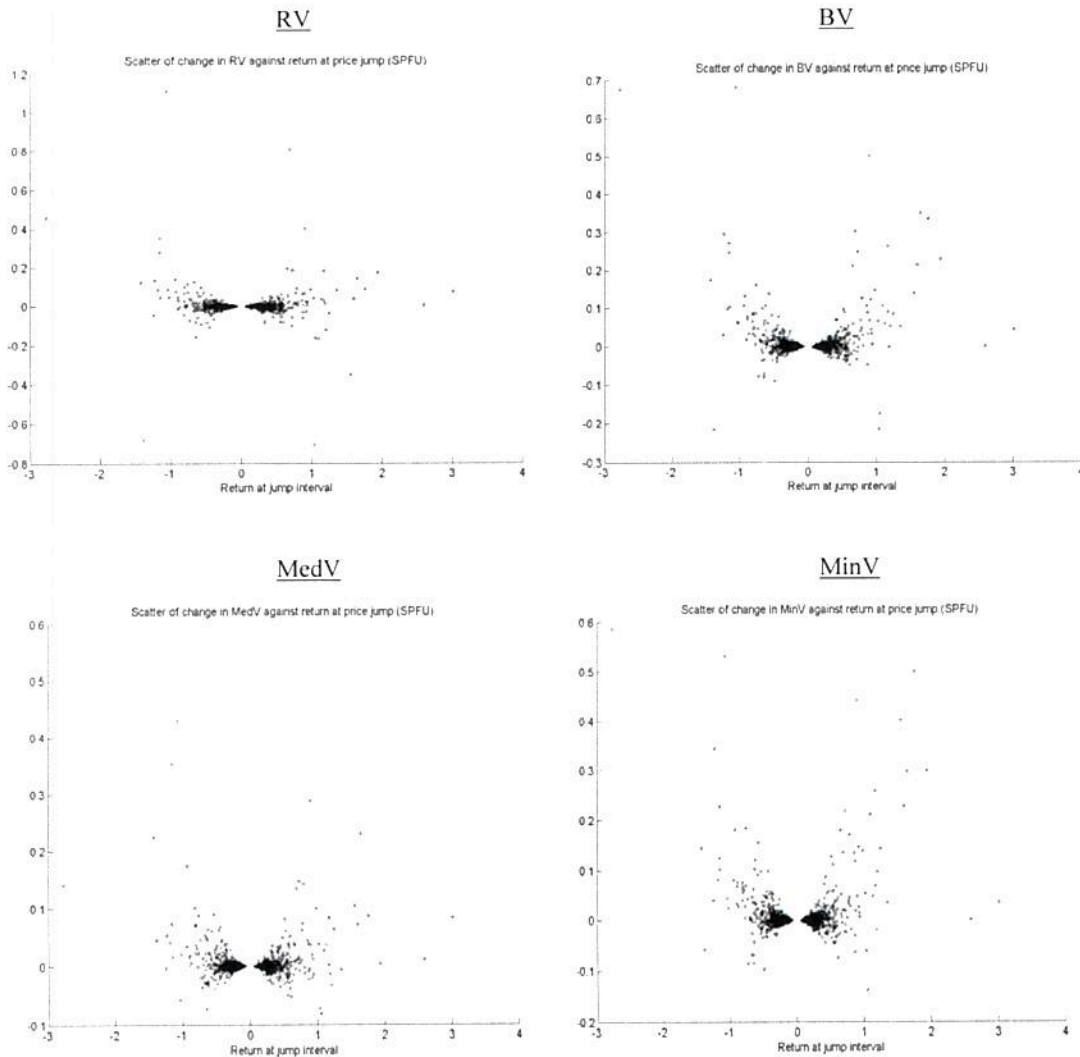 RV
Scatter of change in RV against return at price jump (SPFU)
1.2
1
0.8
0.6
0.4
0.2
0
-0.2
-0.4
-0.6
-0.8
-3 -2 -1 0 1 2 3 4
Return at jump interval
BV
Scatter of change in BV against return at price jump (SPFU)
0.7
0.6
0.5
0.4
0.3
0.2
0.1
0
-0.1
-0.2
-0.3
-3 -2 -1 0 1 2 3 4
Return at jump interval
MedV
Scatter of change in MedV against return at price jump (SPFU)
0.6
0.5
0.4
0.3
0.2
0.1
0
-0.1
-3 -2 -1 0 1 2 3 4
Return at jump interval
MinV
Scatter of change in MinV against return at price jump (SPFU)
0.6
0.5
0.4
0.3
0.2
0.1
0
-0.1
-0.2
-3 -2 -1 0 1 2 3 4
Return at jump interval